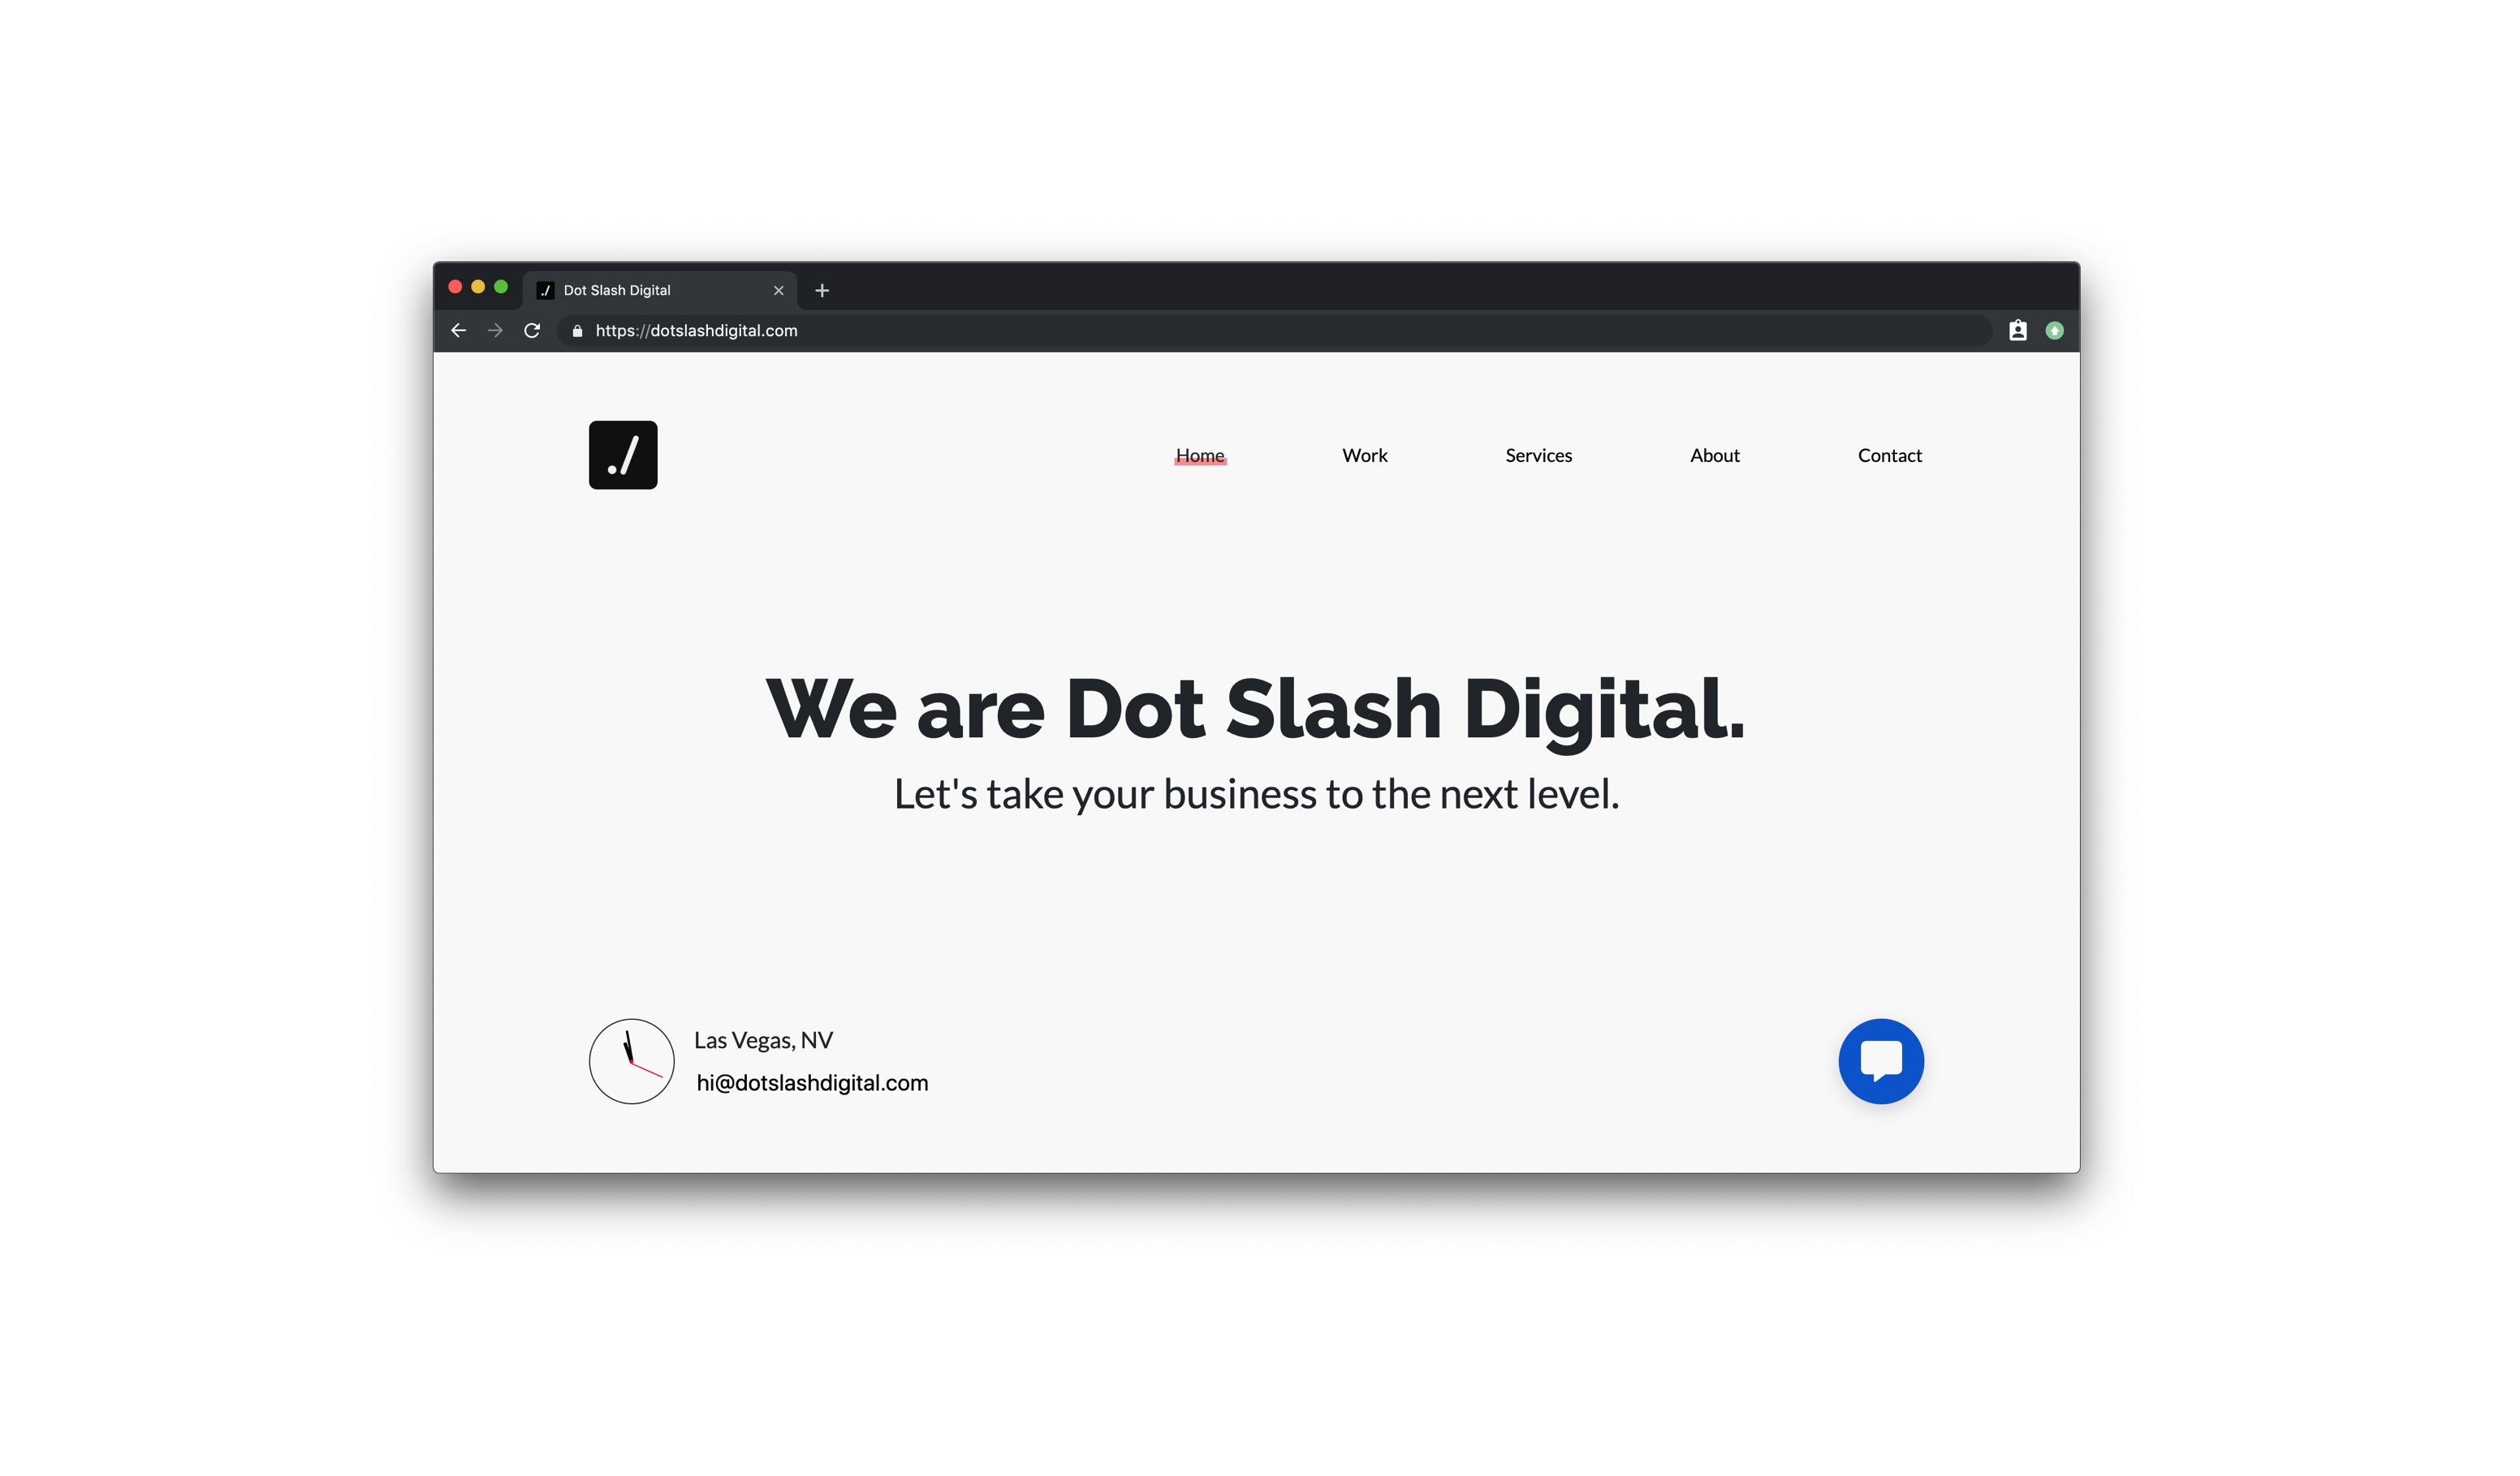 Dot Slash Digital
https://dotslashdigital.com
./
Home Work Services About Contact
We are Dot Slash Digital.
Let's take your business to the next level.
Las Vegas, NV
hi@dotslashdigital.com